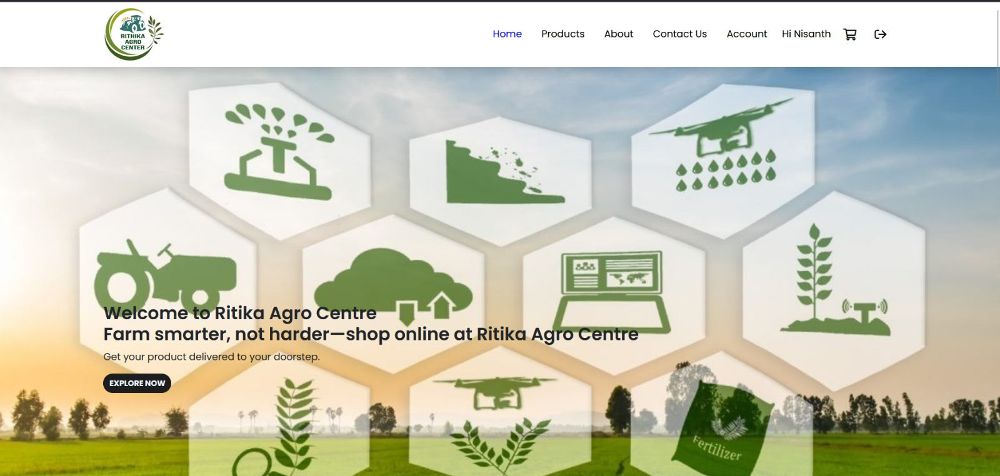 RITHIKA
AGRO
CENTER
Home Products About Contact Us Account Hi Nisanth
Welcome to Ritika Agro Centre
Farm smarter, not harder—shop online at Ritika Agro Centre
Get your product delivered to your doorstep.
EXPLORE NOW
Fertilizer